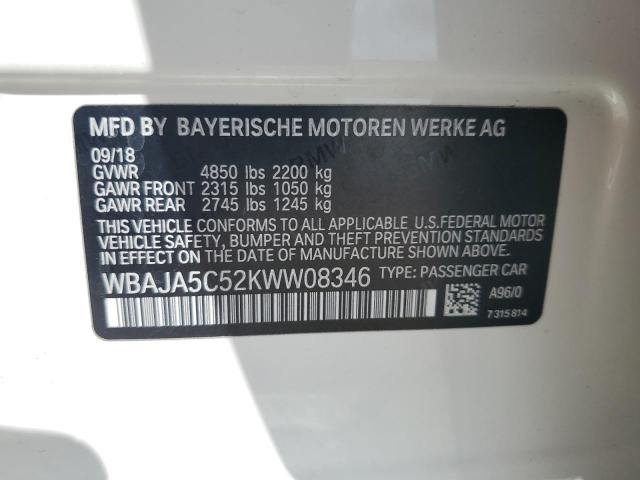 MFD BY BAYERISCHE MOTOREN WERKE AG
09/18
GVWR 4850 lbs 2200 kg
GAWR FRONT 2315 lbs 1050 kg
GAWR REAR 2745 lbs 1245 kg
THIS VEHICLE CONFORMS TO ALL APPLICABLE U.S.FEDERAL MOTOR
VEHICLE SAFETY, BUMPER AND THEFT PREVENTION STANDARDS IN
EFFECT ON THE DATE OF MANUFACTURE SHOWN ABOVE.
WBAJA5C52KWW08346 TYPE: PASSENGER CAR
A96/0
7315814